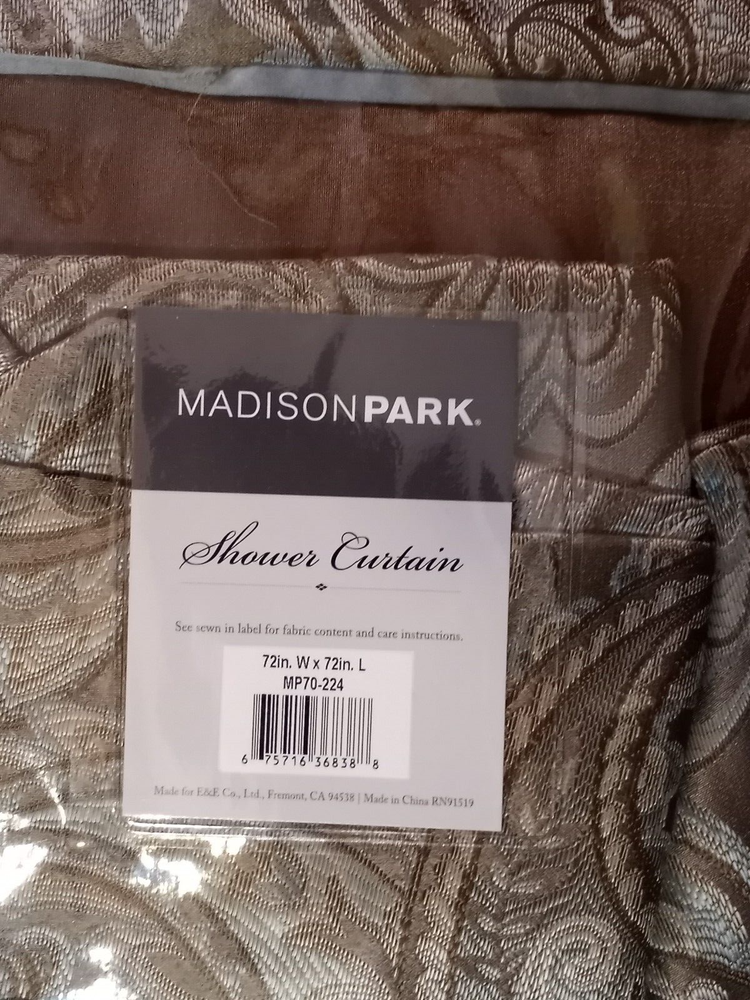 MADISONPARK®
Shower Curtain
See sewn in label for fabric content and care instructions.
72in. W x 72in. L
MP70-224
6 75716 36838 8
Made for E&E Co., Ltd., Fremont, CA 94538 | Made in China RN91519